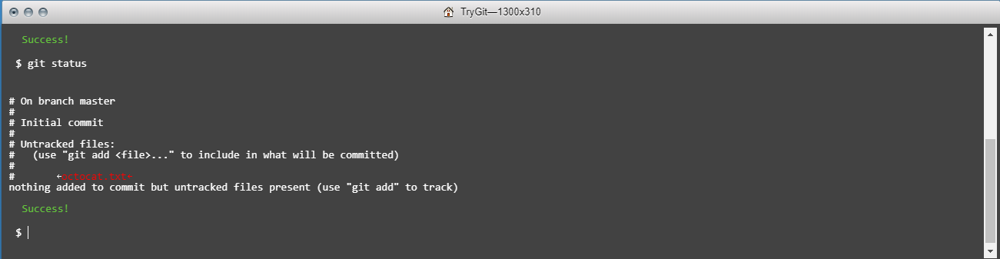 TryGit—1300x310
Success!
$ git status
# On branch master
#
# Initial commit
#
# Untracked files:
#   (use "git add <file>..." to include in what will be committed)
#
#       ←octocat.txt←
nothing added to commit but untracked files present (use "git add" to track)
Success!
$